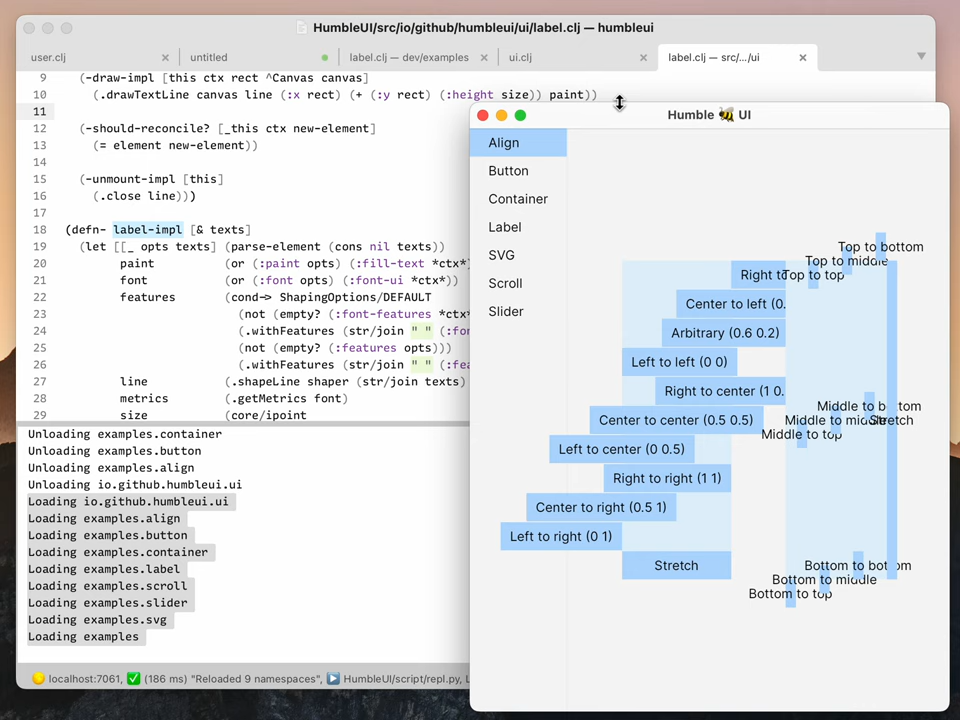 HumbleUI/src/io/github/humbleui/ui/label.clj — humbleui
user.clj
untitled
label.clj — dev/examples
ui.clj
label.clj — src/.../ui
9 (-draw-impl [this ctx rect ^Canvas canvas]
10 (.drawTextLine canvas line (:x rect) (+ (:y rect) (:height size)) paint))
11
12 (-should-reconcile? [_this ctx new-element]
13 (= element new-element))
14
15 (-unmount-impl [this]
16 (.close line)))
17
18 (defn- label-impl [& texts]
19 (let [[_ opts texts] (parse-element (cons nil texts))
20 paint (or (:paint opts) (:fill-text *ctx*)
21 font (or (:font opts) (:font-ui *ctx*))
22 features (cond-> ShapingOptions/DEFAULT
23 (not (empty? (:font-features *ctx*
24 (.withFeatures (str/join " " (:fon
25 (not (empty? (:features opts)))
26 (.withFeatures (str/join " " (:fea
27 line (.shapeLine shaper (str/join texts)
28 metrics (.getMetrics font)
29 size (core/ipoint
Unloading examples.container
Unloading examples.button
Unloading examples.align
Unloading io.github.humbleui.ui
Loading io.github.humbleui.ui
Loading examples.align
Loading examples.button
Loading examples.container
Loading examples.label
Loading examples.scroll
Loading examples.slider
Loading examples.svg
Loading examples
localhost:7061, ✅ (186 ms) "Reloaded 9 namespaces", ▶️ HumbleUI/script/repl.py, L
Humble 🐝 UI
Align
Button
Container
Label
SVG
Scroll
Slider
Right to
Center to left (0.
Arbitrary (0.6 0.2)
Left to left (0 0)
Right to center (1 0.
Center to center (0.5 0.5)
Left to center (0 0.5)
Right to right (1 1)
Center to right (0.5 1)
Left to right (0 1)
Stretch
Top to bottom
Top to middle
Top to top
Middle to bottom
Middle to middle
Stretch
Middle to top
Bottom to bottom
Bottom to middle
Bottom to top